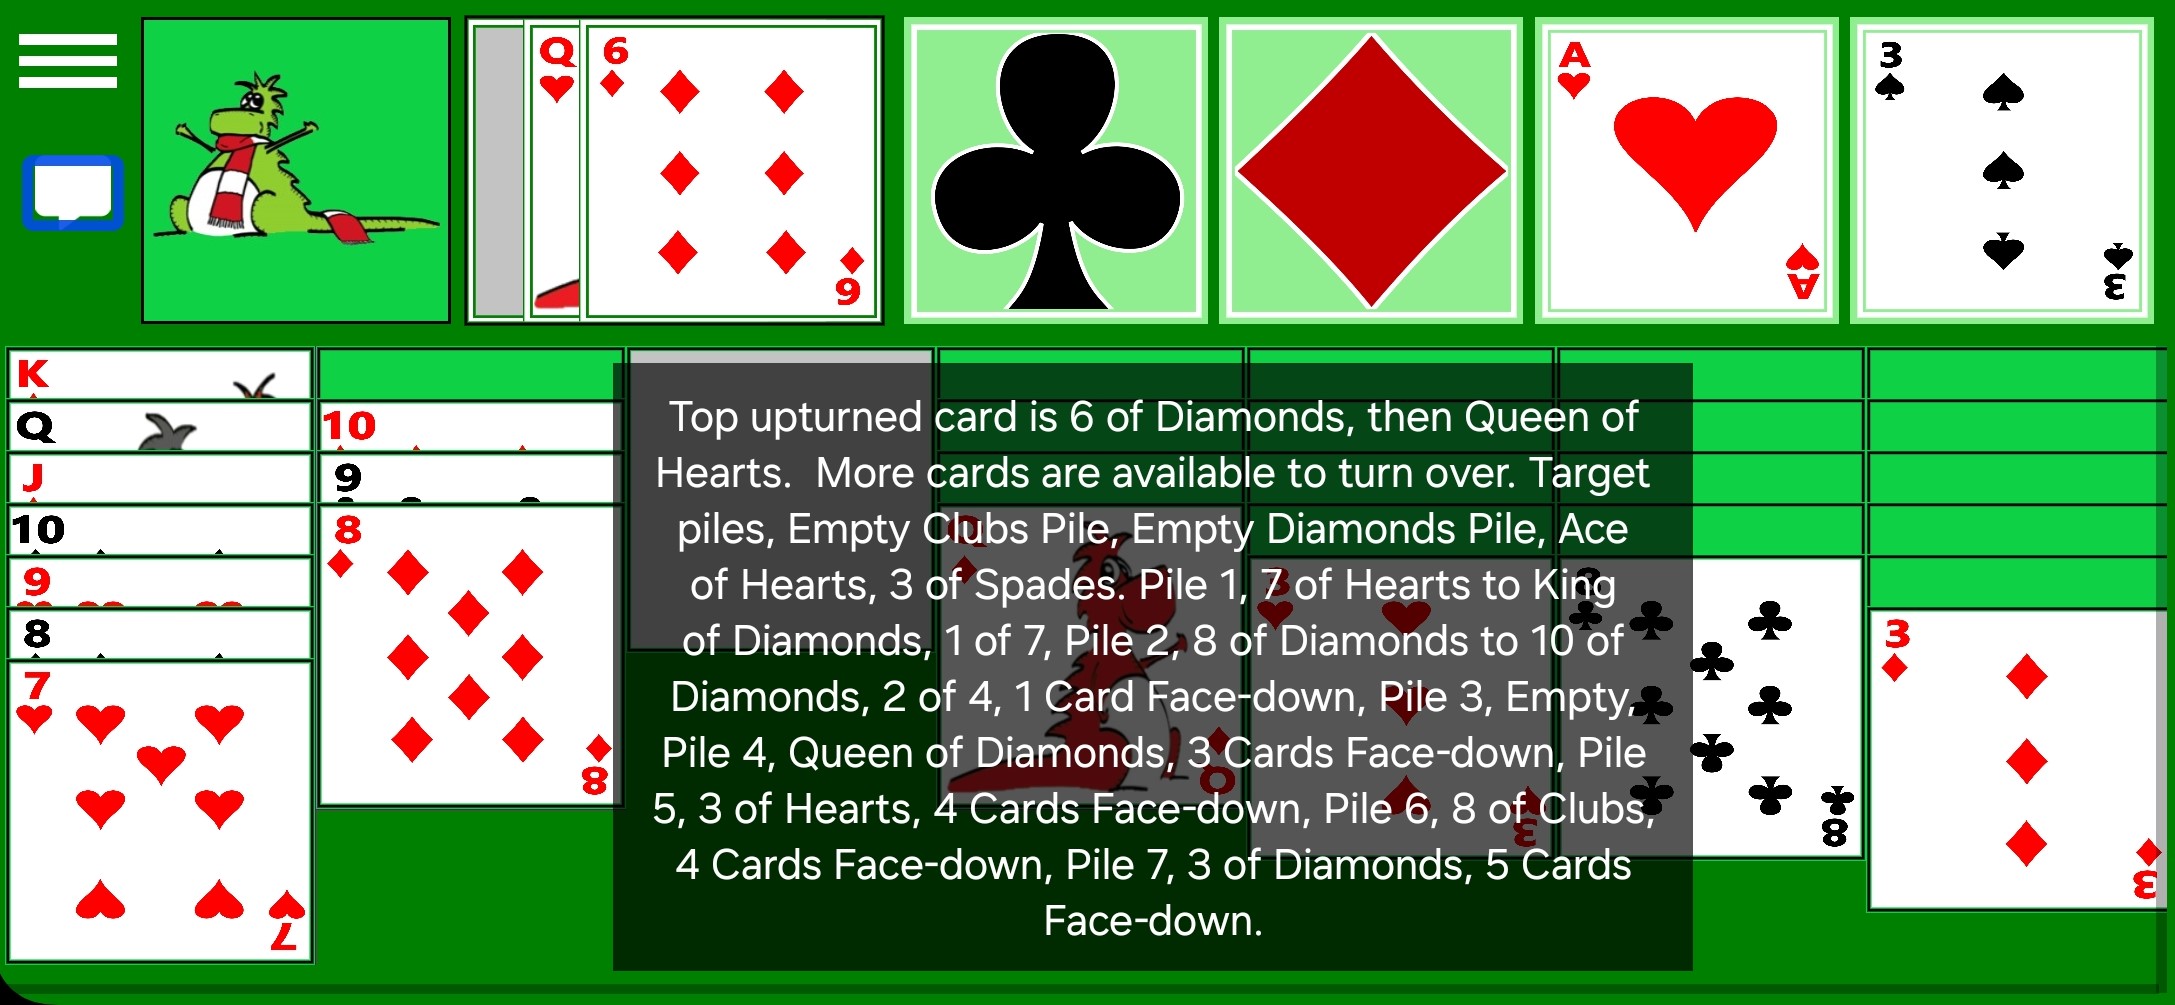 Q 6
9
A
A
3
3
K
Q
J
10
9
8
7
7
10
9
8
8
Top upturned card is 6 of Diamonds, then Queen of
Hearts.  More cards are available to turn over. Target
piles, Empty Clubs Pile, Empty Diamonds Pile, Ace
of Hearts, 3 of Spades. Pile 1, 7 of Hearts to King
of Diamonds, 1 of 7, Pile 2, 8 of Diamonds to 10 of
Diamonds, 2 of 4, 1 Card Face-down, Pile 3, Empty,
Pile 4, Queen of Diamonds, 3 Cards Face-down, Pile
5, 3 of Hearts, 4 Cards Face-down, Pile 6, 8 of Clubs,
4 Cards Face-down, Pile 7, 3 of Diamonds, 5 Cards
Face-down.
Q
Q
3
3
8
8
3
3